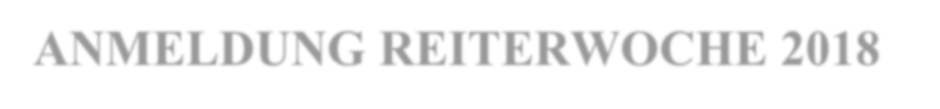 ANMELDUNG REITERWOCHE 2018